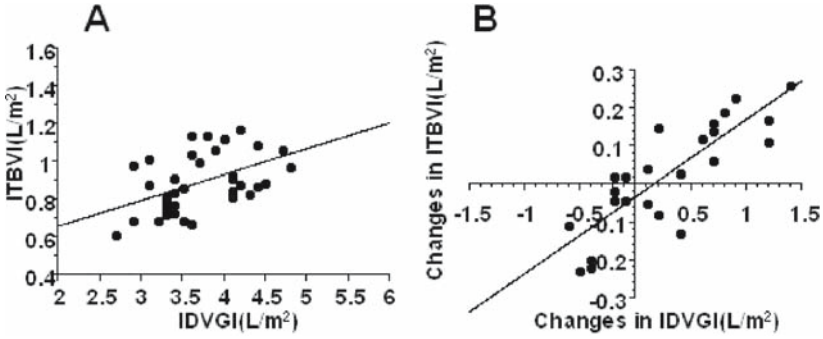 A
ITBVI(L/m²)
1.6
1.4
1.2
1
0.8
0.6
0.4
2 2.5 3 3.5 4 4.5 5 5.5 6
IDVGI(L/m²)
B
Changes in ITBVI(L/m²)
0.3
0.2
0.1
-0.1
-0.2
-0.3
-1.5 -1 -0.5 0 0.5 1 1.5
Changes in IDVGI(L/m²)